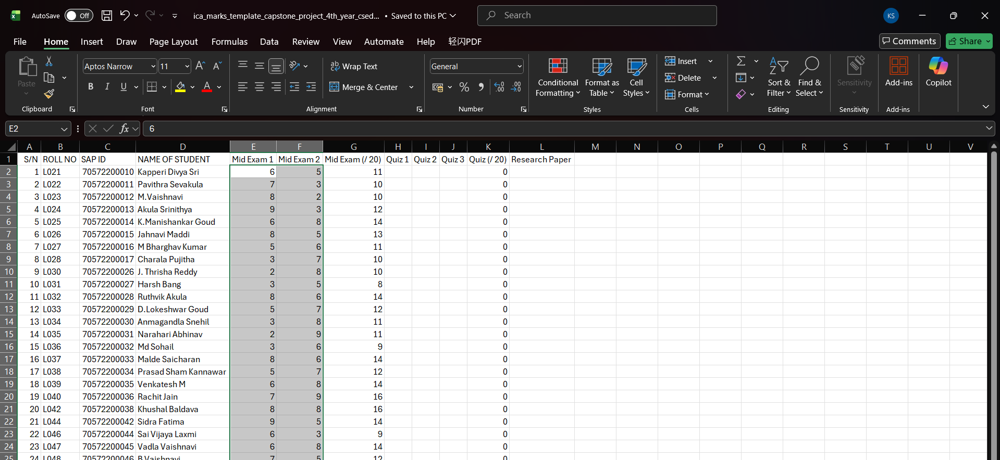 AutoSave Off ica_marks_template_capstone_project_4th_year_csed... • Saved to this PC Search KS
File Home Insert Draw Page Layout Formulas Data Review View Automate Help 轻闪PDF Comments Share
Paste Clipboard
Aptos Narrow 11 A A B I U A Font
ab Wrap Text Merge & Center Alignment
General % Number
Conditional Formatting Format as Table Cell Styles Styles
Insert Delete Format Cells
Sort & Filter Find & Select Editing
Sensitivity Sensitivity
Add-ins Add-ins
Copilot
E2 fx 6
A B C D E F G H I J K L M N O P Q R S T U V
1 S/N ROLL NO SAP ID NAME OF STUDENT Mid Exam 1 Mid Exam 2 Mid Exam (/ 20) Quiz 1 Quiz 2 Quiz 3 Quiz (/ 20) Research Paper
2 1 L021 70572200010 Kapperi Divya Sri 6 5 11 0
3 2 L022 70572200011 Pavithra Sevakula 7 3 10 0
4 3 L023 70572200012 M.Vaishnavi 8 2 10 0
5 4 L024 70572200013 Akula Srinithya 9 3 12 0
6 5 L025 70572200014 K.Manishankar Goud 6 8 14 0
7 6 L026 70572200015 Jahnavi Maddi 8 5 13 0
8 7 L027 70572200016 M Bharghav Kumar 5 6 11 0
9 8 L028 70572200017 Charala Pujitha 3 7 10 0
10 9 L030 70572200026 J. Thrisha Reddy 2 8 10 0
11 10 L031 70572200027 Harsh Bang 3 5 8 0
12 11 L032 70572200028 Ruthvik Akula 8 6 14 0
13 12 L033 70572200029 D.Lokeshwar Goud 5 7 12 0
14 13 L034 70572200030 Anmagandla Snehil 3 8 11 0
15 14 L035 70572200031 Narahari Abhinav 2 9 11 0
16 15 L036 70572200032 Md Sohail 3 6 9 0
17 16 L037 70572200033 Malde Saicharan 8 6 14 0
18 17 L038 70572200034 Prasad Sham Kannawar 5 7 12 0
19 18 L039 70572200035 Venkatesh M 6 8 14 0
20 19 L040 70572200036 Rachit Jain 7 9 16 0
21 20 L042 70572200038 Khushal Baldava 8 8 16 0
22 21 L044 70572200042 Sidra Fatima 9 5 14 0
23 22 L046 70572200044 Sai Vijaya Laxmi 6 3 9 0
24 23 L047 70572200045 Vadla Vaishnavi 6 8 14 0
25 24 L048 70572200046 B Vaishnavi 7 5 12 0